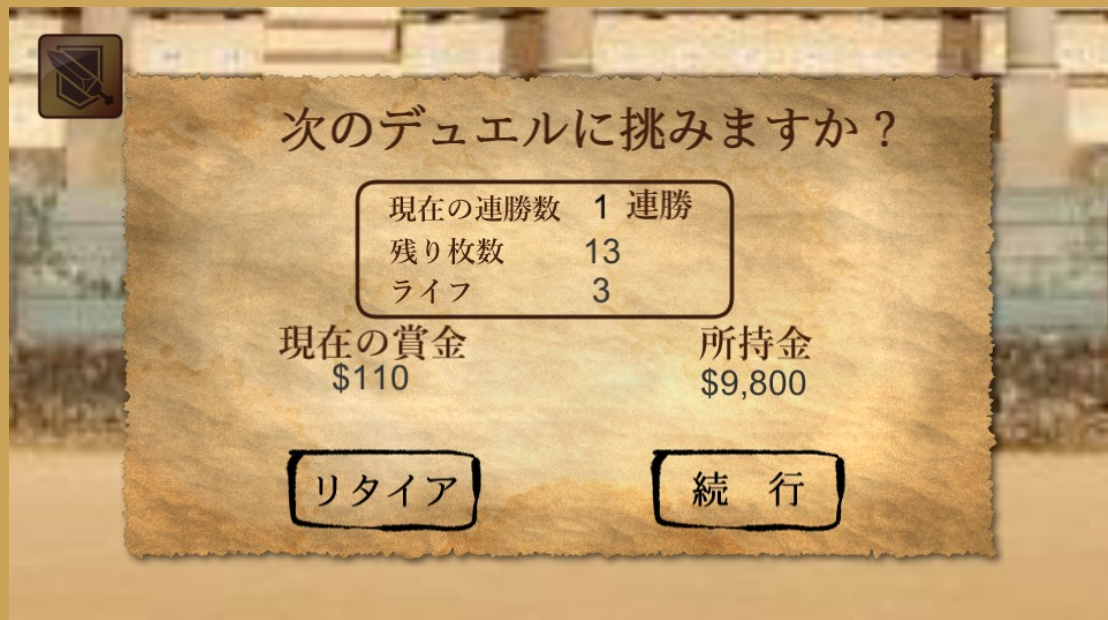 次のデュエルに挑みますか？
現在の連勝数 1 連勝
残り枚数 13
ライフ 3
現在の賞金 所持金
$110 $9,800
リタイア 続 行